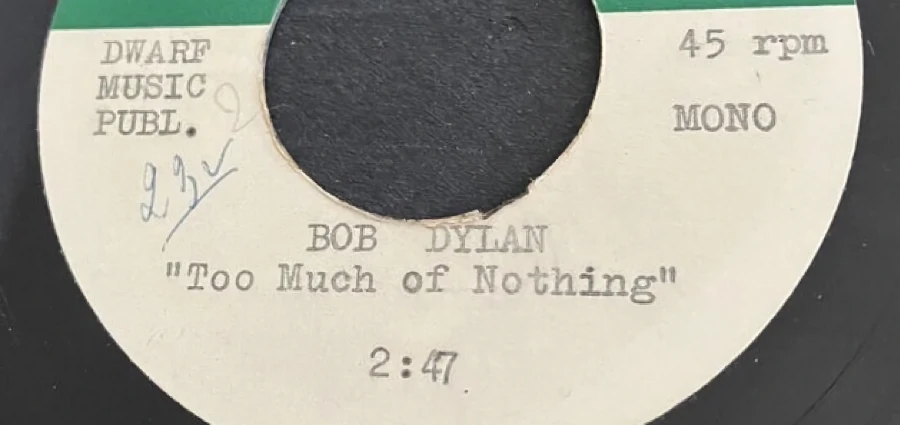 DWARF
MUSIC
PUBL.
45 rpm
MONO
BOB DYLAN
"Too Much of Nothing"
2:47